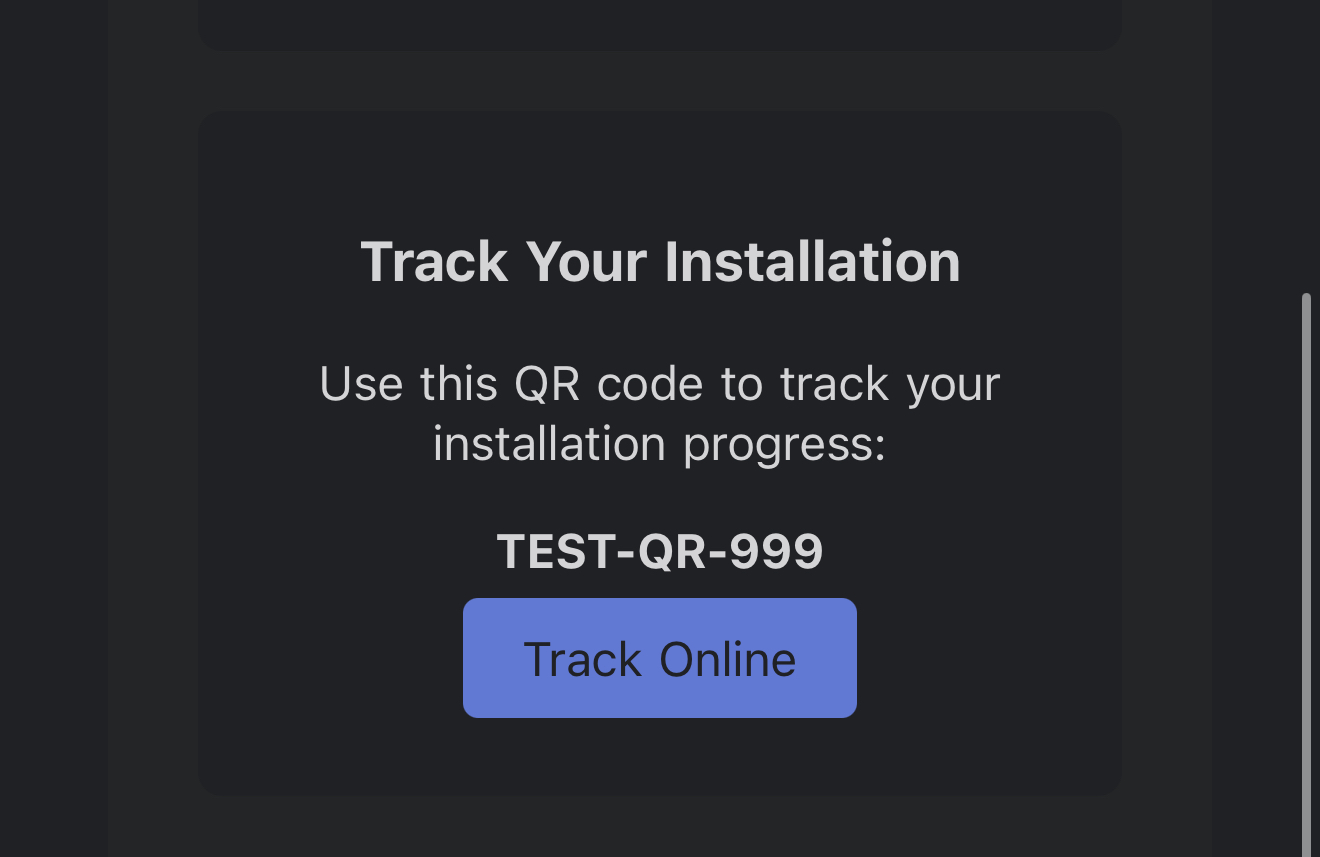 Track Your Installation
Use this QR code to track your
installation progress:
TEST-QR-999
Track Online